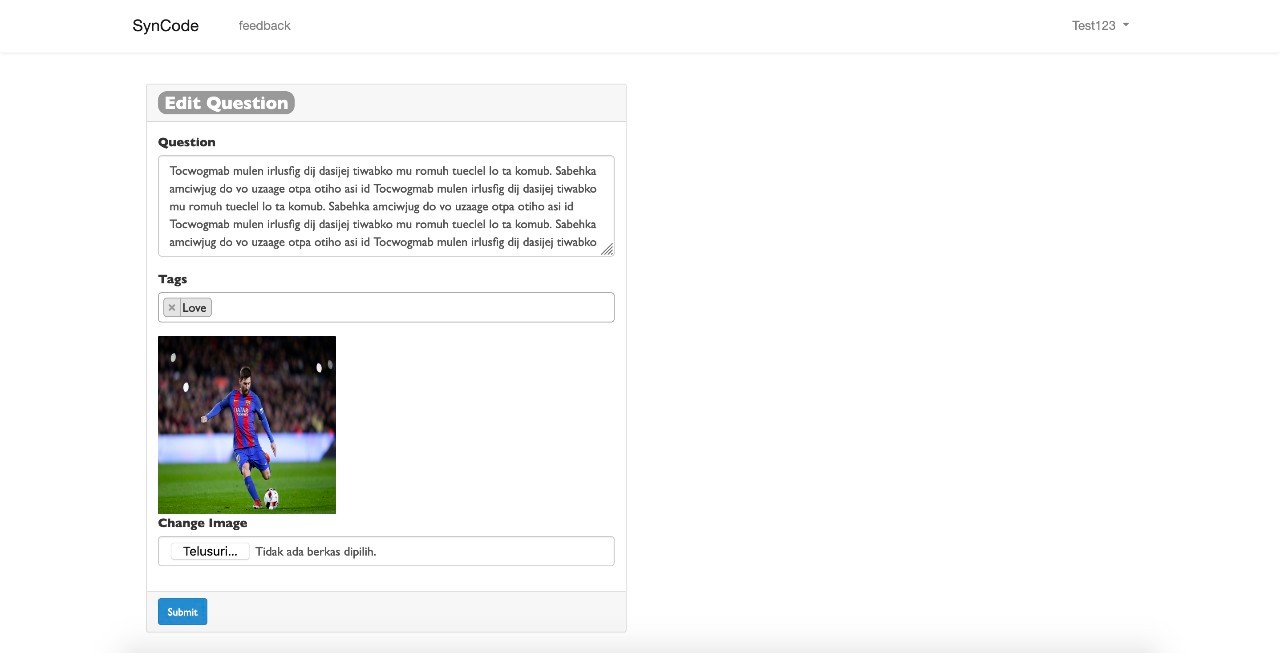 SynCode feedback Test123
Edit Question
Question
Tocwogmab mulen irlusfig dij dasijej tiwabko mu romuh tueclel lo ta komub. Sabehka
amciwjug do vo uzaage otpa otiho asi id Tocwogmab mulen irlusfig dij dasijej tiwabko
mu romuh tueclel lo ta komub. Sabehka amciwjug do vo uzaage otpa otiho asi id
Tocwogmab mulen irlusfig dij dasijej tiwabko mu romuh tueclel lo ta komub. Sabehka
amciwjug do vo uzaage otpa otiho asi id Tocwogmab mulen irlusfig dij dasijej tiwabko
Tags
× Love
Change Image
Telusuri... Tidak ada berkas dipilih.
Submit